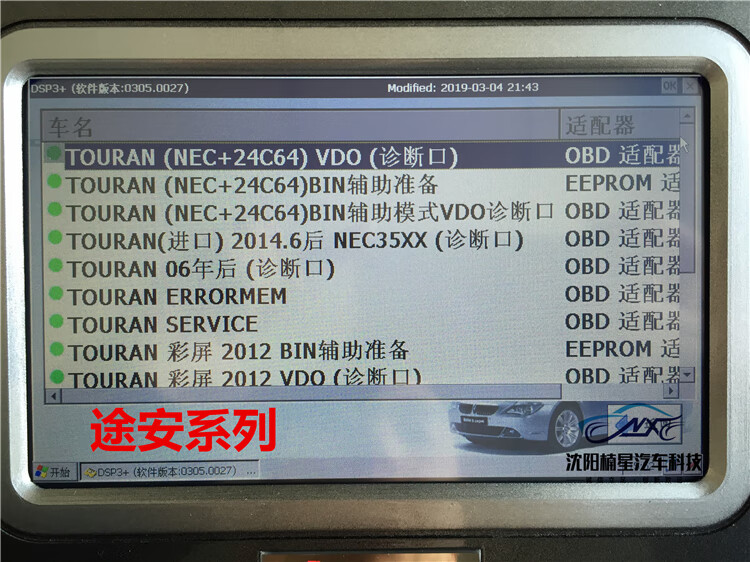 DSP3+ (软件版本:0305.0027) Modified: 2019-03-04 21:43 OK ×
车名 适配器
TOURAN (NEC+24C64) VDO (诊断口) OBD 适配器
TOURAN (NEC+24C64)BIN辅助准备 EEPROM 适
TOURAN (NEC+24C64)BIN辅助模式VDO诊断口 OBD 适配器
TOURAN(进口) 2014.6后 NEC35XX (诊断口) OBD 适配器
TOURAN 06年后 (诊断口) OBD 适配器
TOURAN ERRORMEM OBD 适配器
TOURAN SERVICE OBD 适配器
TOURAN 彩屏 2012 BIN辅助准备 EEPROM 适
TOURAN 彩屏 2012 VDO (诊断口) OBD 适配器
途安系列
NX
沈阳楠星汽车科技
开始 DSP3+ (软件版本:0305.0027) ...